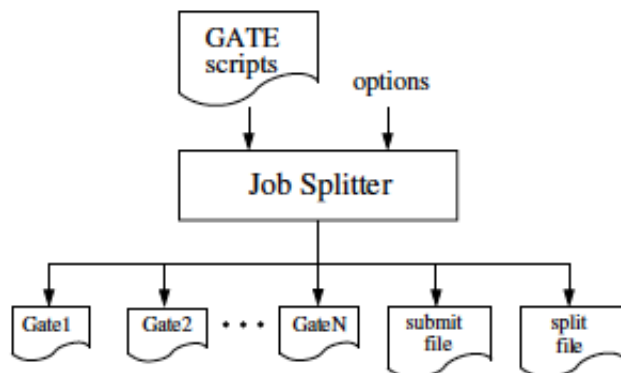 GATE
scripts
options
Job Splitter
Gate1
Gate2
• • •
GateN
submit
file
split
file